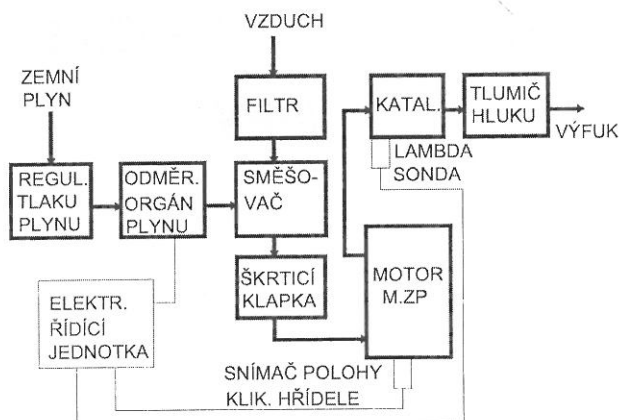 VZDUCH
ZEMNÍ
PLYN
FILTR
KATAL.
TLUMIČ
HLUKU
VÝFUK
LAMBDA
SONDA
REGUL.
TLAKU
PLYNU
ODMĚR.
ORGÁN
PLYNU
SMĚŠO-
VAČ
ŠKRTICÍ
KLAPKA
MOTOR
M.ZP
ELEKTR.
ŘÍDÍCÍ
JEDNOTKA
SNÍMAČ POLOHY
KLIK. HŘÍDELE